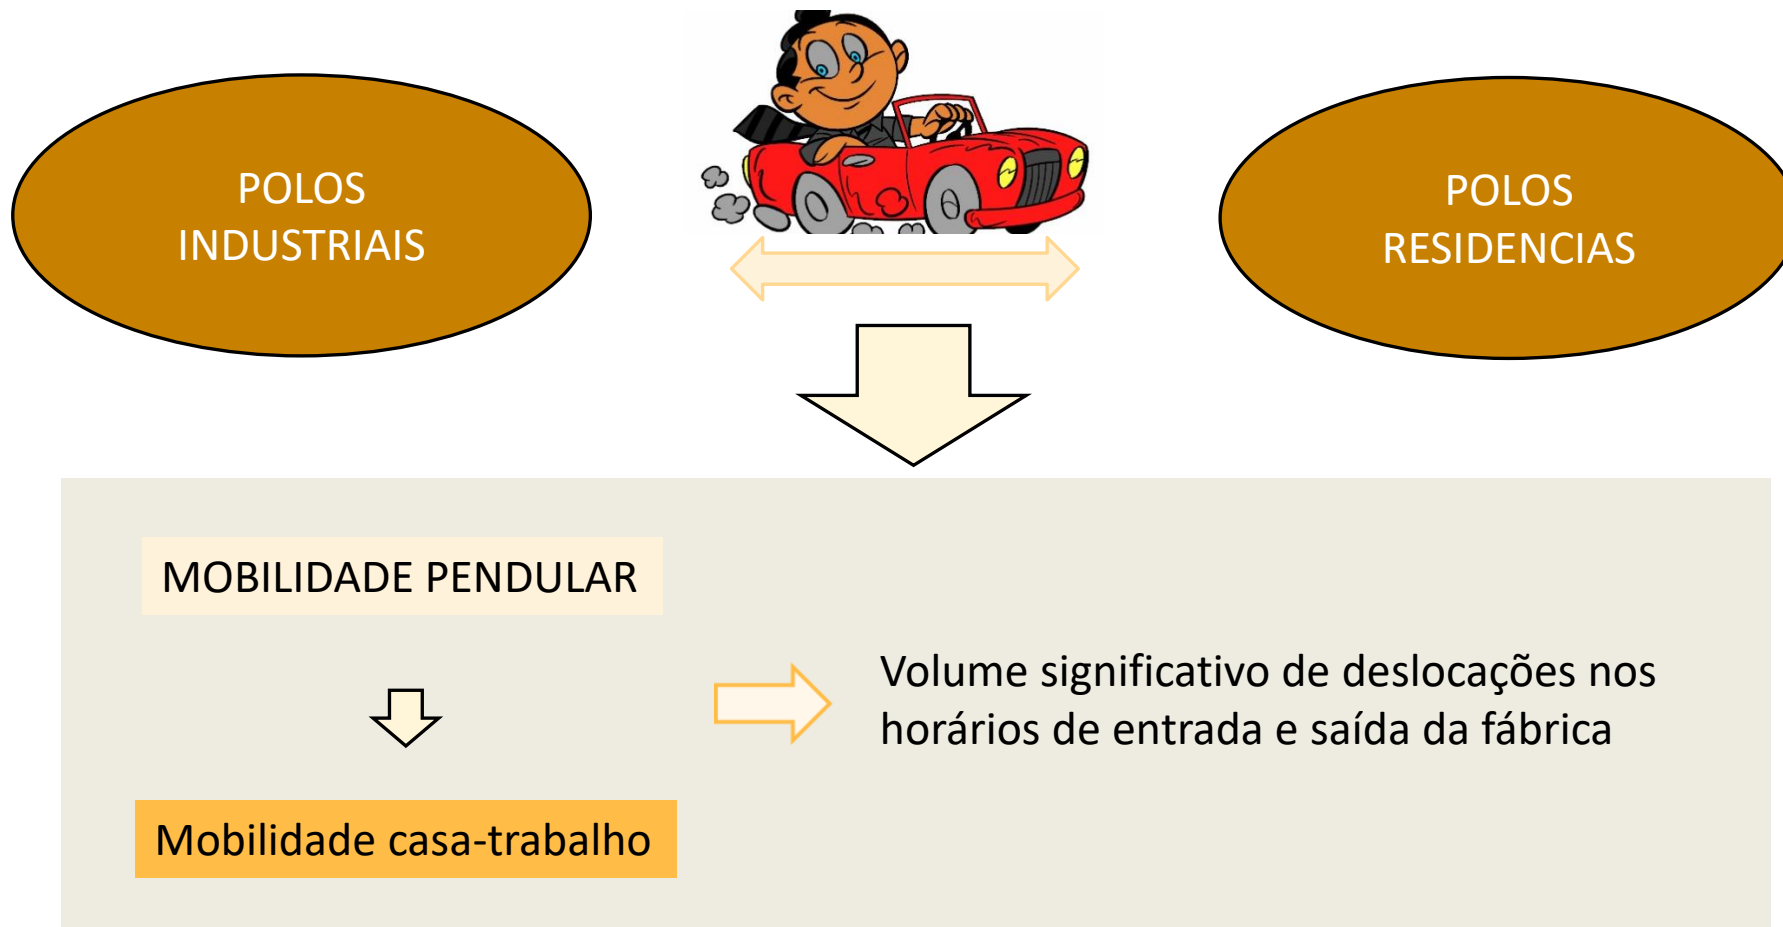 POLOS
INDUSTRIAIS
POLOS
RESIDENCIAS
MOBILIDADE PENDULAR
Volume significativo de deslocações nos
horários de entrada e saída da fábrica
Mobilidade casa-trabalho